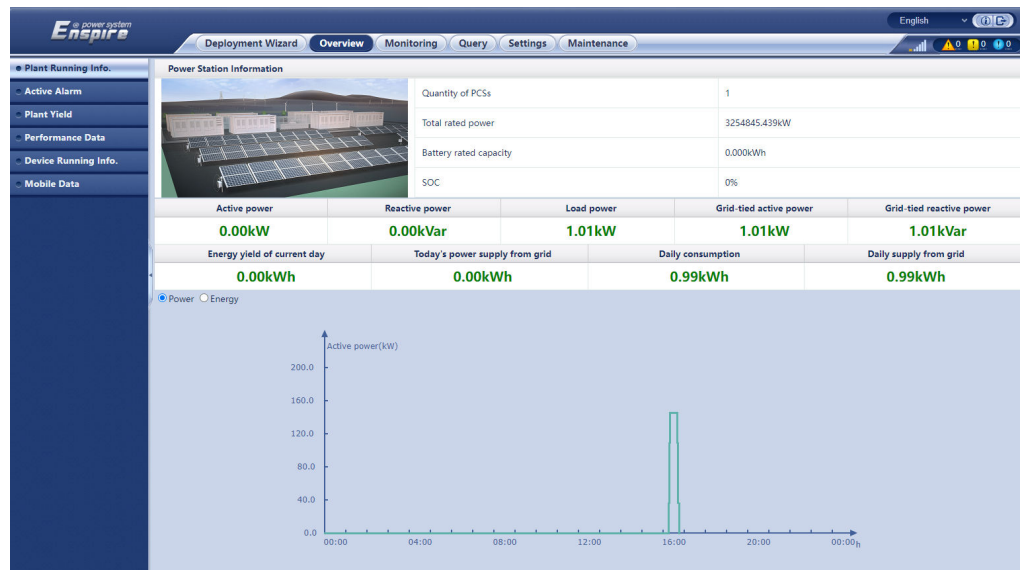 English
Enspire
e power system
Deployment Wizard Overview Monitoring Query Settings Maintenance
0 0 0
Plant Running Info.
Active Alarm
Plant Yield
Performance Data
Device Running Info.
Mobile Data
Power Station Information
Quantity of PCSs 1
Total rated power 3254845.439kW
Battery rated capacity 0.000kWh
SOC 0%
Active power Reactive power Load power Grid-tied active power Grid-tied reactive power
0.00kW 0.00kVar 1.01kW 1.01kW 1.01kVar
Energy yield of current day Today's power supply from grid Daily consumption Daily supply from grid
0.00kWh 0.00kWh 0.99kWh 0.99kWh
Power Energy
Active power(kW)
200.0
160.0
120.0
80.0
40.0
0.0
00:00 04:00 08:00 12:00 16:00 20:00 00:00 h